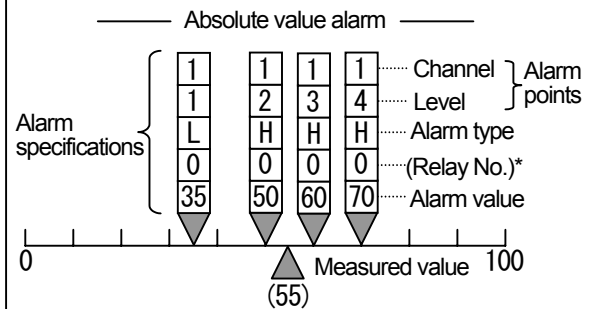 Absolute value alarm
1 1 1 1 Channel
1 2 3 4 Level
Alarm points
Alarm specifications
L H H H Alarm type
0 0 0 0 (Relay No.)*
35 50 60 70 Alarm value
0 Measured value 100
(55)